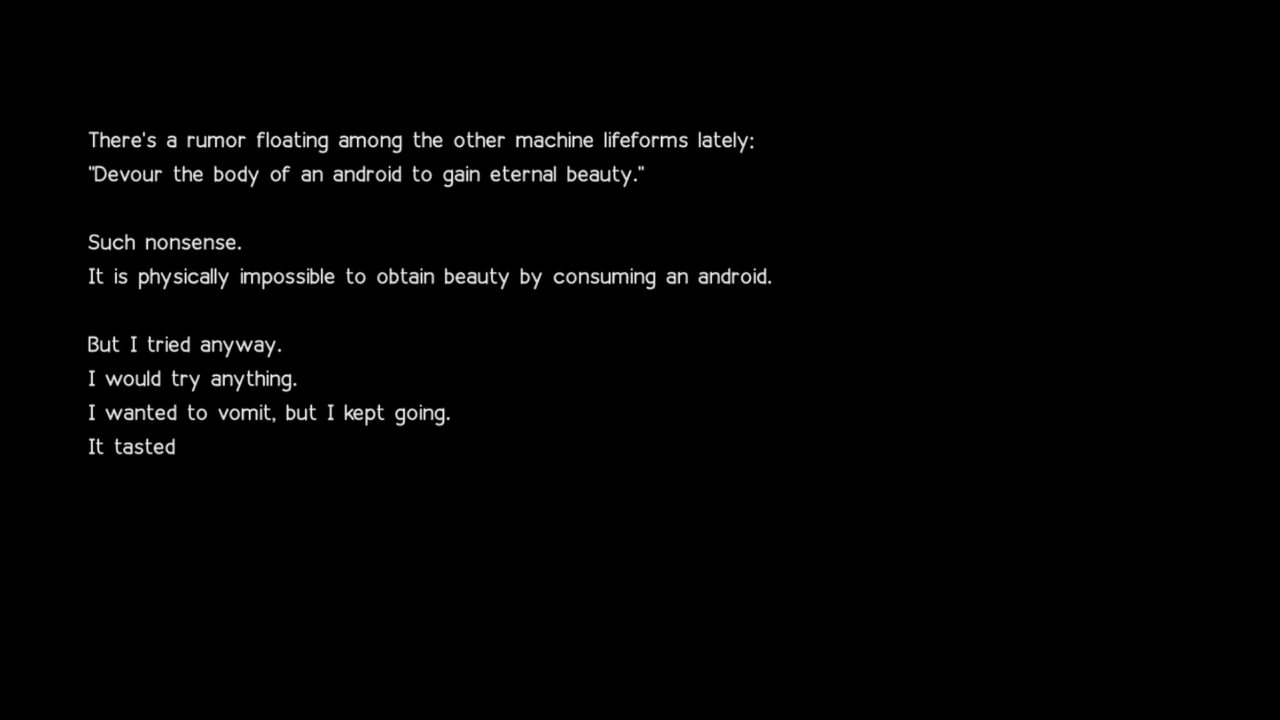 There's a rumor floating among the other machine lifeforms lately:
"Devour the body of an android to gain eternal beauty."
Such nonsense.
It is physically impossible to obtain beauty by consuming an android.
But I tried anyway.
I would try anything.
I wanted to vomit, but I kept going.
It tasted